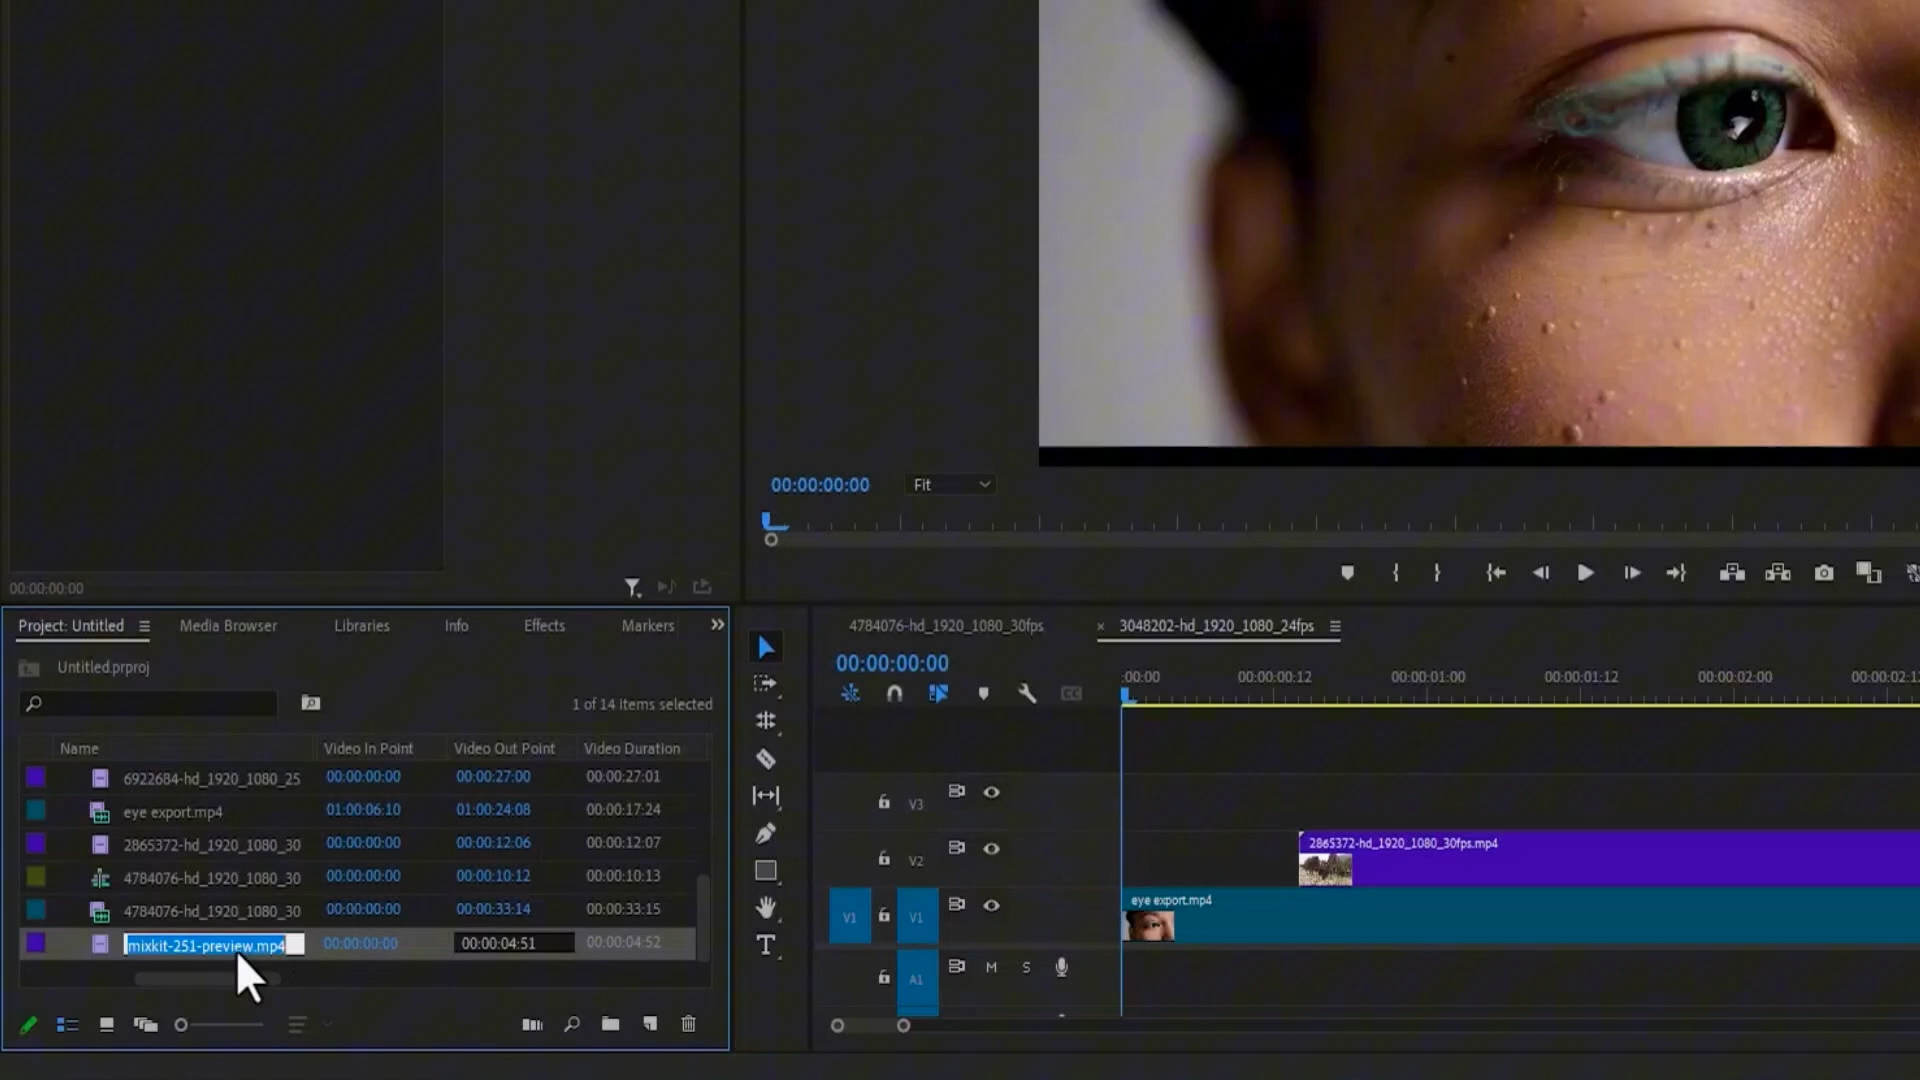 00:00:00:00 Fit
00:00:00:00
Project: Untitled Media Browser Libraries Info Effects Markers
Untitled.prproj
1 of 14 items selected
Name Video In Point Video Out Point Video Duration
6922684-hd_1920_1080_25 00:00:00:00 00:00:27:00 00:00:27:01
eye export.mp4 01:00:06:10 01:00:24:08 00:00:17:24
2865372-hd_1920_1080_30 00:00:00:00 00:00:12:06 00:00:12:07
4784076-hd_1920_1080_30 00:00:00:00 00:00:10:12 00:00:10:13
4784076-hd_1920_1080_30 00:00:00:00 00:00:33:14 00:00:33:15
mixkit-251-preview.mp4 00:00:00:00 00:00:04:51 00:00:04:52
4784076-hd_1920_1080_30fps × 3048202-hd_1920_1080_24fps
00:00:00:00
:00:00 00:00:00:12 00:00:01:00 00:00:01:12 00:00:02:00 00:00:02:1
CC
V3
V2
2865372-hd_1920_1080_30fps.mp4
V1 V1
eye export.mp4
A1 M S